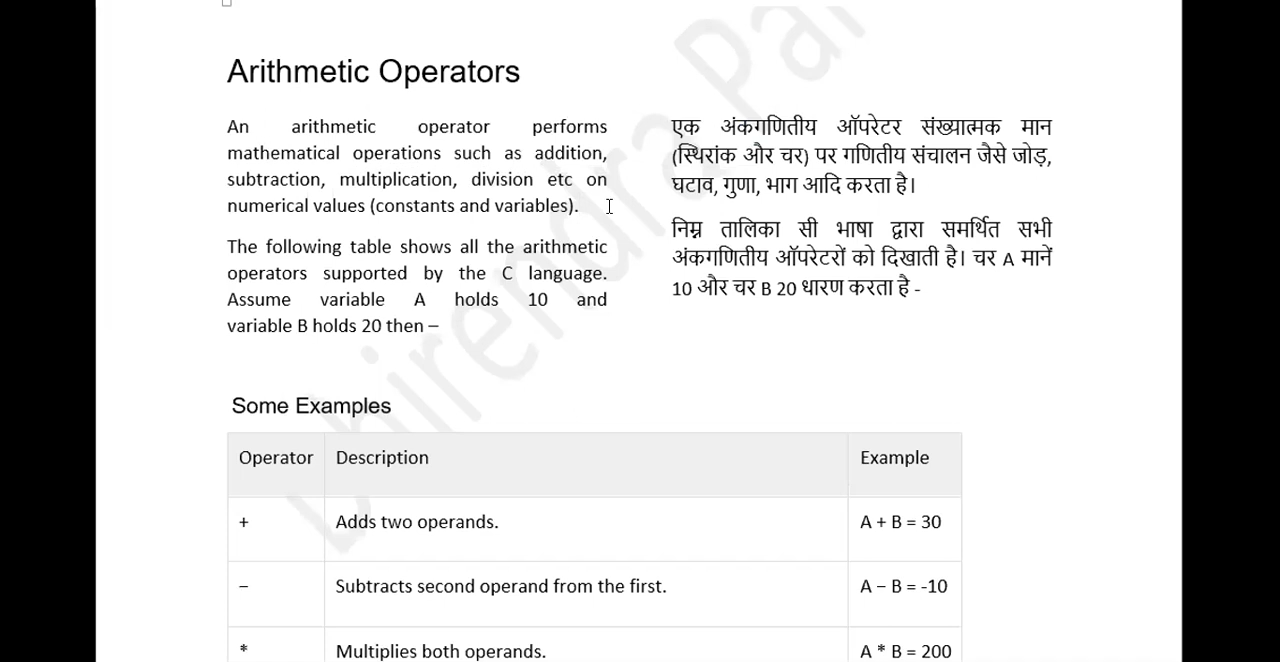 Arithmetic Operators
An arithmetic operator performs
mathematical operations such as addition,
subtraction, multiplication, division etc on
numerical values (constants and variables).
The following table shows all the arithmetic
operators supported by the C language.
Assume variable A holds 10 and
variable B holds 20 then –
एक अंकगणितीय ऑपरेटर संख्यात्मक मान
(स्थिरांक और चर) पर गणितीय संचालन जैसे जोड़,
घटाव, गुणा, भाग आदि करता है।
निम्न तालिका सी भाषा द्वारा समर्थित सभी
अंकगणितीय ऑपरेटरों को दिखाती है। चर A मानें
10 और चर B 20 धारण करता है -
Some Examples
Operator Description Example
+ Adds two operands. A + B = 30
− Subtracts second operand from the first. A − B = -10
* Multiplies both operands. A * B = 200